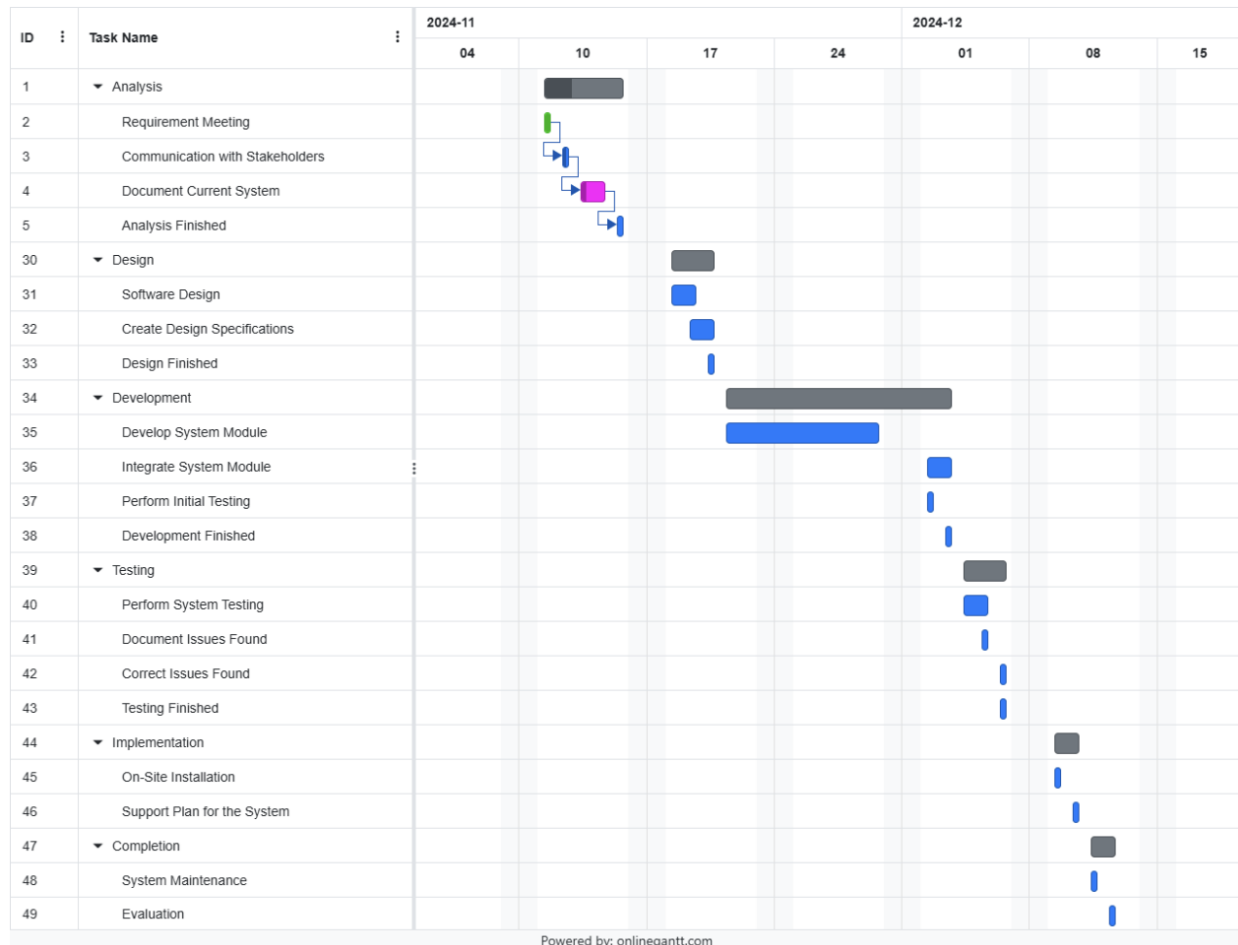 2024-11 2024-12
ID Task Name
04 10 17 24 01 08 15
1 Analysis
2 Requirement Meeting
3 Communication with Stakeholders
4 Document Current System
5 Analysis Finished
30 Design
31 Software Design
32 Create Design Specifications
33 Design Finished
34 Development
35 Develop System Module
36 Integrate System Module
37 Perform Initial Testing
38 Development Finished
39 Testing
40 Perform System Testing
41 Document Issues Found
42 Correct Issues Found
43 Testing Finished
44 Implementation
45 On-Site Installation
46 Support Plan for the System
47 Completion
48 System Maintenance
49 Evaluation
Powered by: onlinegantt.com